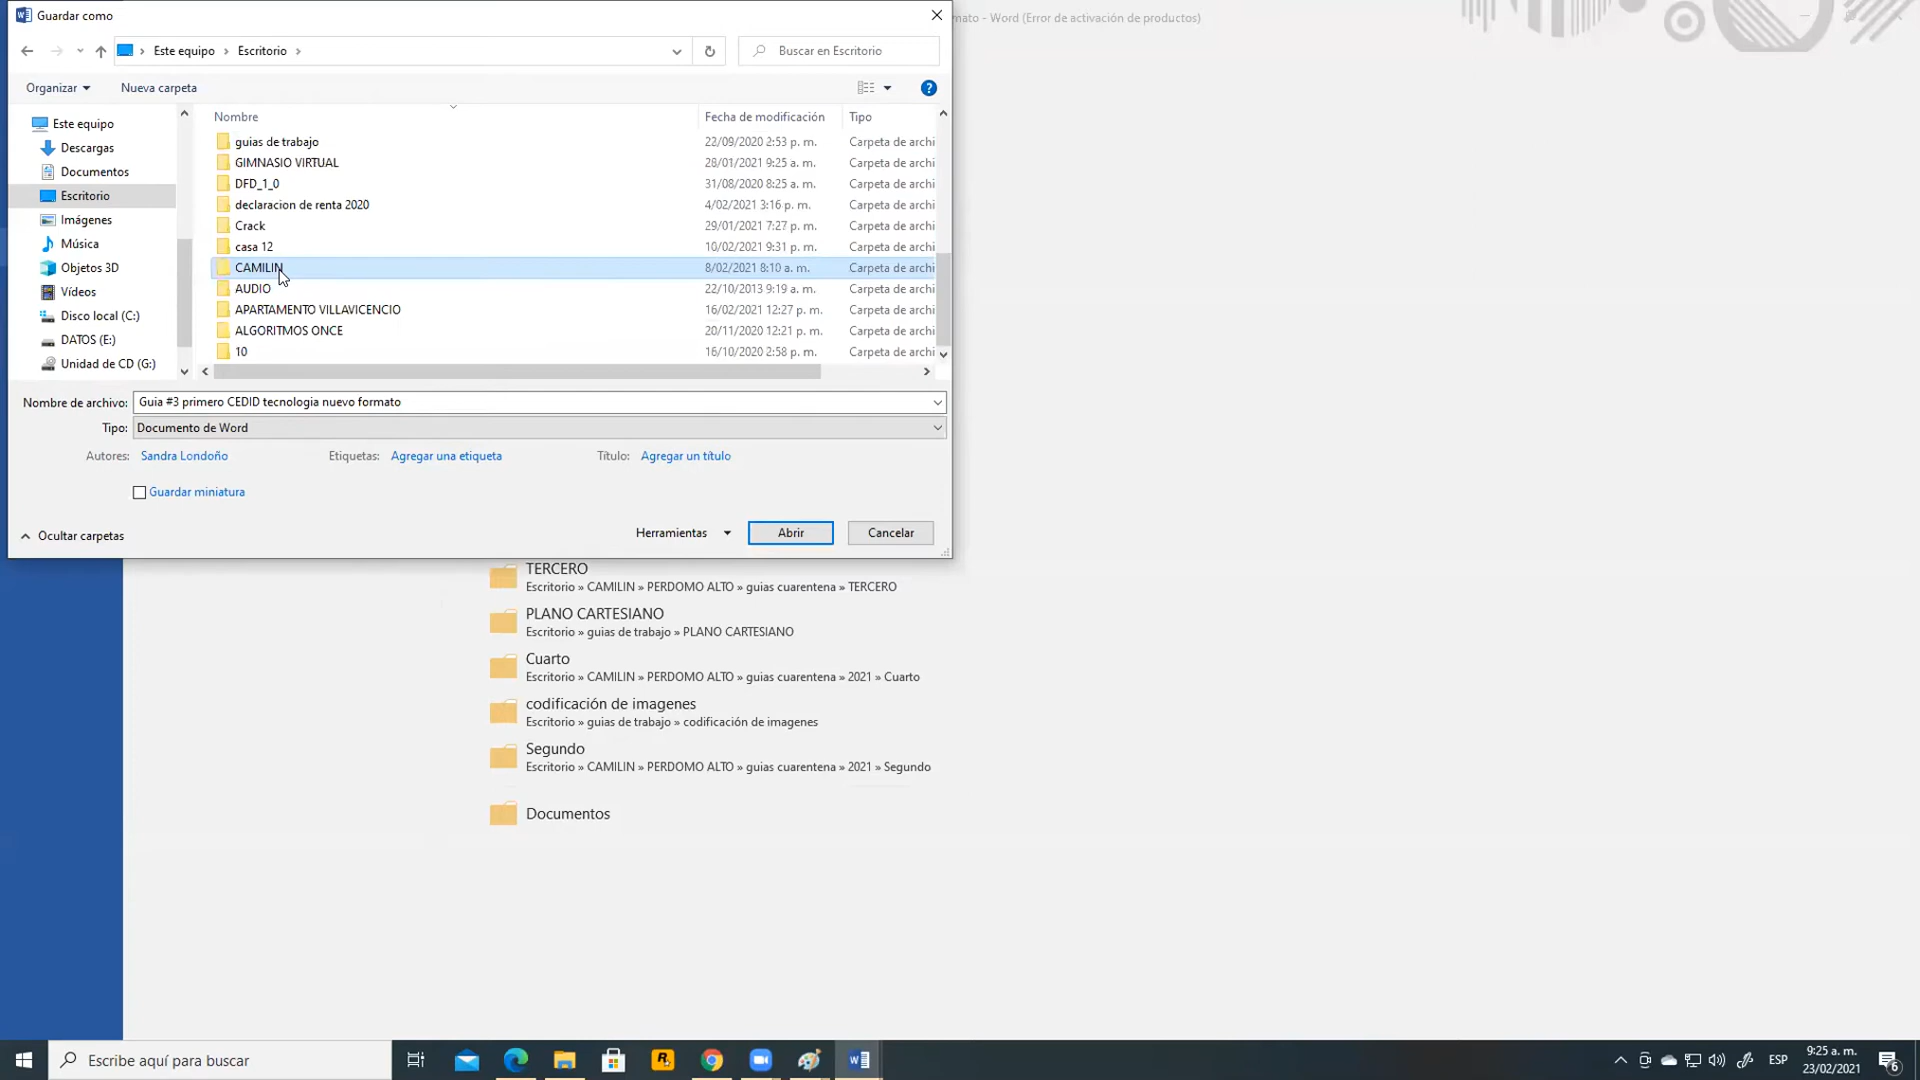 Guardar como
mato - Word (Error de activación de productos)
Este equipo › Escritorio ›
Buscar en Escritorio
Organizar
Nueva carpeta
Este equipo
Descargas
Documentos
Escritorio
Imágenes
Música
Objetos 3D
Vídeos
Disco local (C:)
DATOS (E:)
Unidad de CD (G:)
Nombre Fecha de modificación Tipo
guias de trabajo 22/09/2020 2:53 p. m. Carpeta de archi
GIMNASIO VIRTUAL 28/01/2021 9:25 a. m. Carpeta de archi
DFD_1_0 31/08/2020 8:25 a. m. Carpeta de archi
declaracion de renta 2020 4/02/2021 3:16 p. m. Carpeta de archi
Crack 29/01/2021 7:27 p. m. Carpeta de archi
casa 12 10/02/2021 9:31 p. m. Carpeta de archi
CAMILIN 8/02/2021 8:10 a. m. Carpeta de archi
AUDIO 22/10/2013 9:19 a. m. Carpeta de archi
APARTAMENTO VILLAVICENCIO 16/02/2021 12:27 p. m. Carpeta de archi
ALGORITMOS ONCE 20/11/2020 12:21 p. m. Carpeta de archi
10 16/10/2020 2:58 p. m. Carpeta de archi
Nombre de archivo: Guia #3 primero CEDID tecnologia nuevo formato
Tipo: Documento de Word
Autores: Sandra Londoño Etiquetas: Agregar una etiqueta Título: Agregar un título
Guardar miniatura
Ocultar carpetas
Herramientas
Abrir
Cancelar
TERCERO
Escritorio » CAMILIN » PERDOMO ALTO » guias cuarentena » TERCERO
PLANO CARTESIANO
Escritorio » guias de trabajo » PLANO CARTESIANO
Cuarto
Escritorio » CAMILIN » PERDOMO ALTO » guias cuarentena » 2021 » Cuarto
codificación de imagenes
Escritorio » guias de trabajo » codificación de imagenes
Segundo
Escritorio » CAMILIN » PERDOMO ALTO » guias cuarentena » 2021 » Segundo
Documentos
Escribe aquí para buscar
ESP
9:25 a. m.
23/02/2021
6